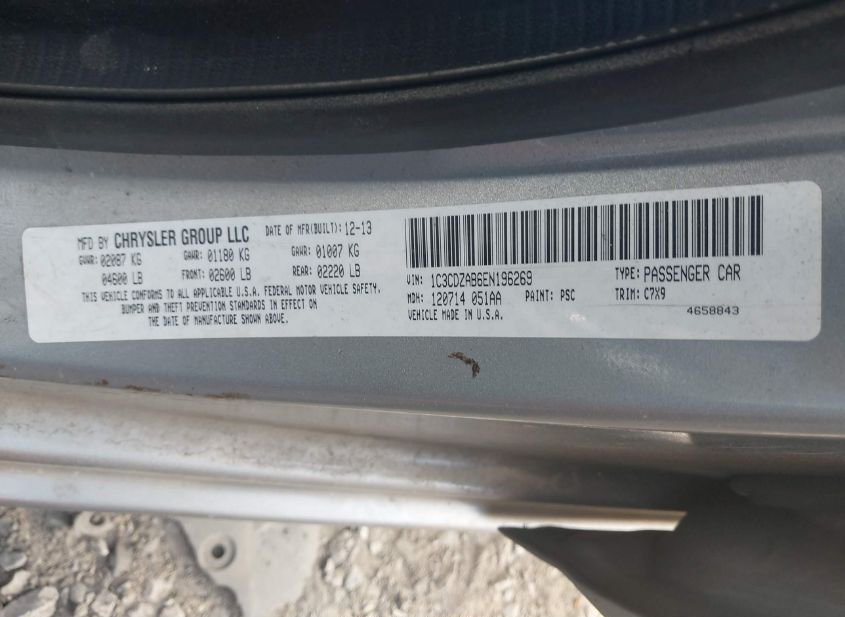 MFD BY CHRYSLER GROUP LLC DATE OF MFR(BUILT): 12-13
GVWR: 02087 KG GAWR: 01180 KG GAWR: 01007 KG
04600 LB FRONT: 02600 LB REAR: 02220 LB
THIS VEHICLE CONFORMS TO ALL APPLICABLE U.S.A. FEDERAL MOTOR VEHICLE SAFETY,
BUMPER AND THEFT PREVENTION STANDARDS IN EFFECT ON
THE DATE OF MANUFACTURE SHOWN ABOVE.
VIN: 1C3CDZAB6EN196269 TYPE: PASSENGER CAR
MDH: 120714 051AA PAINT: PSC TRIM: C7X9
VEHICLE MADE IN U.S.A. 4658843